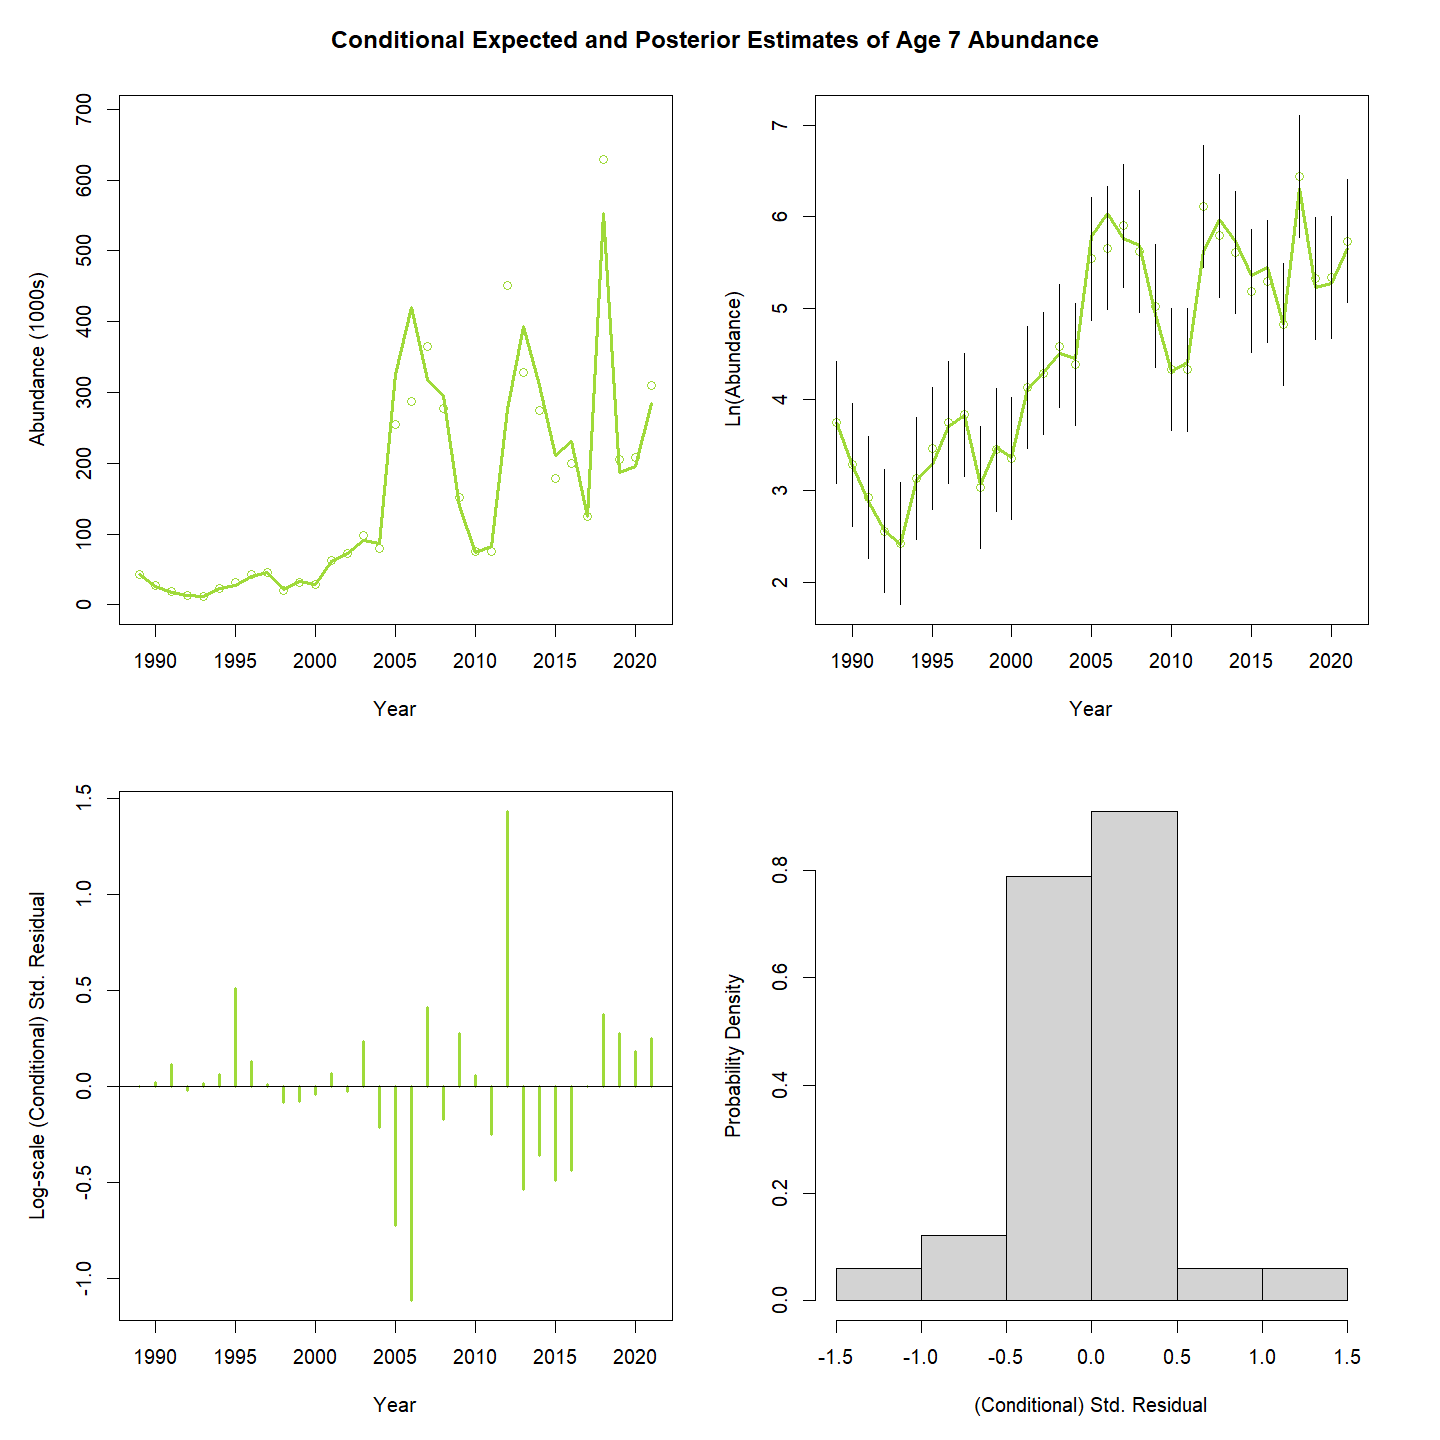 Conditional Expected and Posterior Estimates of Age 7 Abundance
Abundance (1000s)
700
600
500
400
300
200
100
0
1990 1995 2000 2005 2010 2015 2020
Year
Ln(Abundance)
7
6
5
4
3
2
1990 1995 2000 2005 2010 2015 2020
Year
Log-scale (Conditional) Std. Residual
1.5
1.0
0.5
0.0
-0.5
-1.0
1990 1995 2000 2005 2010 2015 2020
Year
Probability Density
0.8
0.6
0.4
0.2
0.0
-1.5 -1.0 -0.5 0.0 0.5 1.0 1.5
(Conditional) Std. Residual